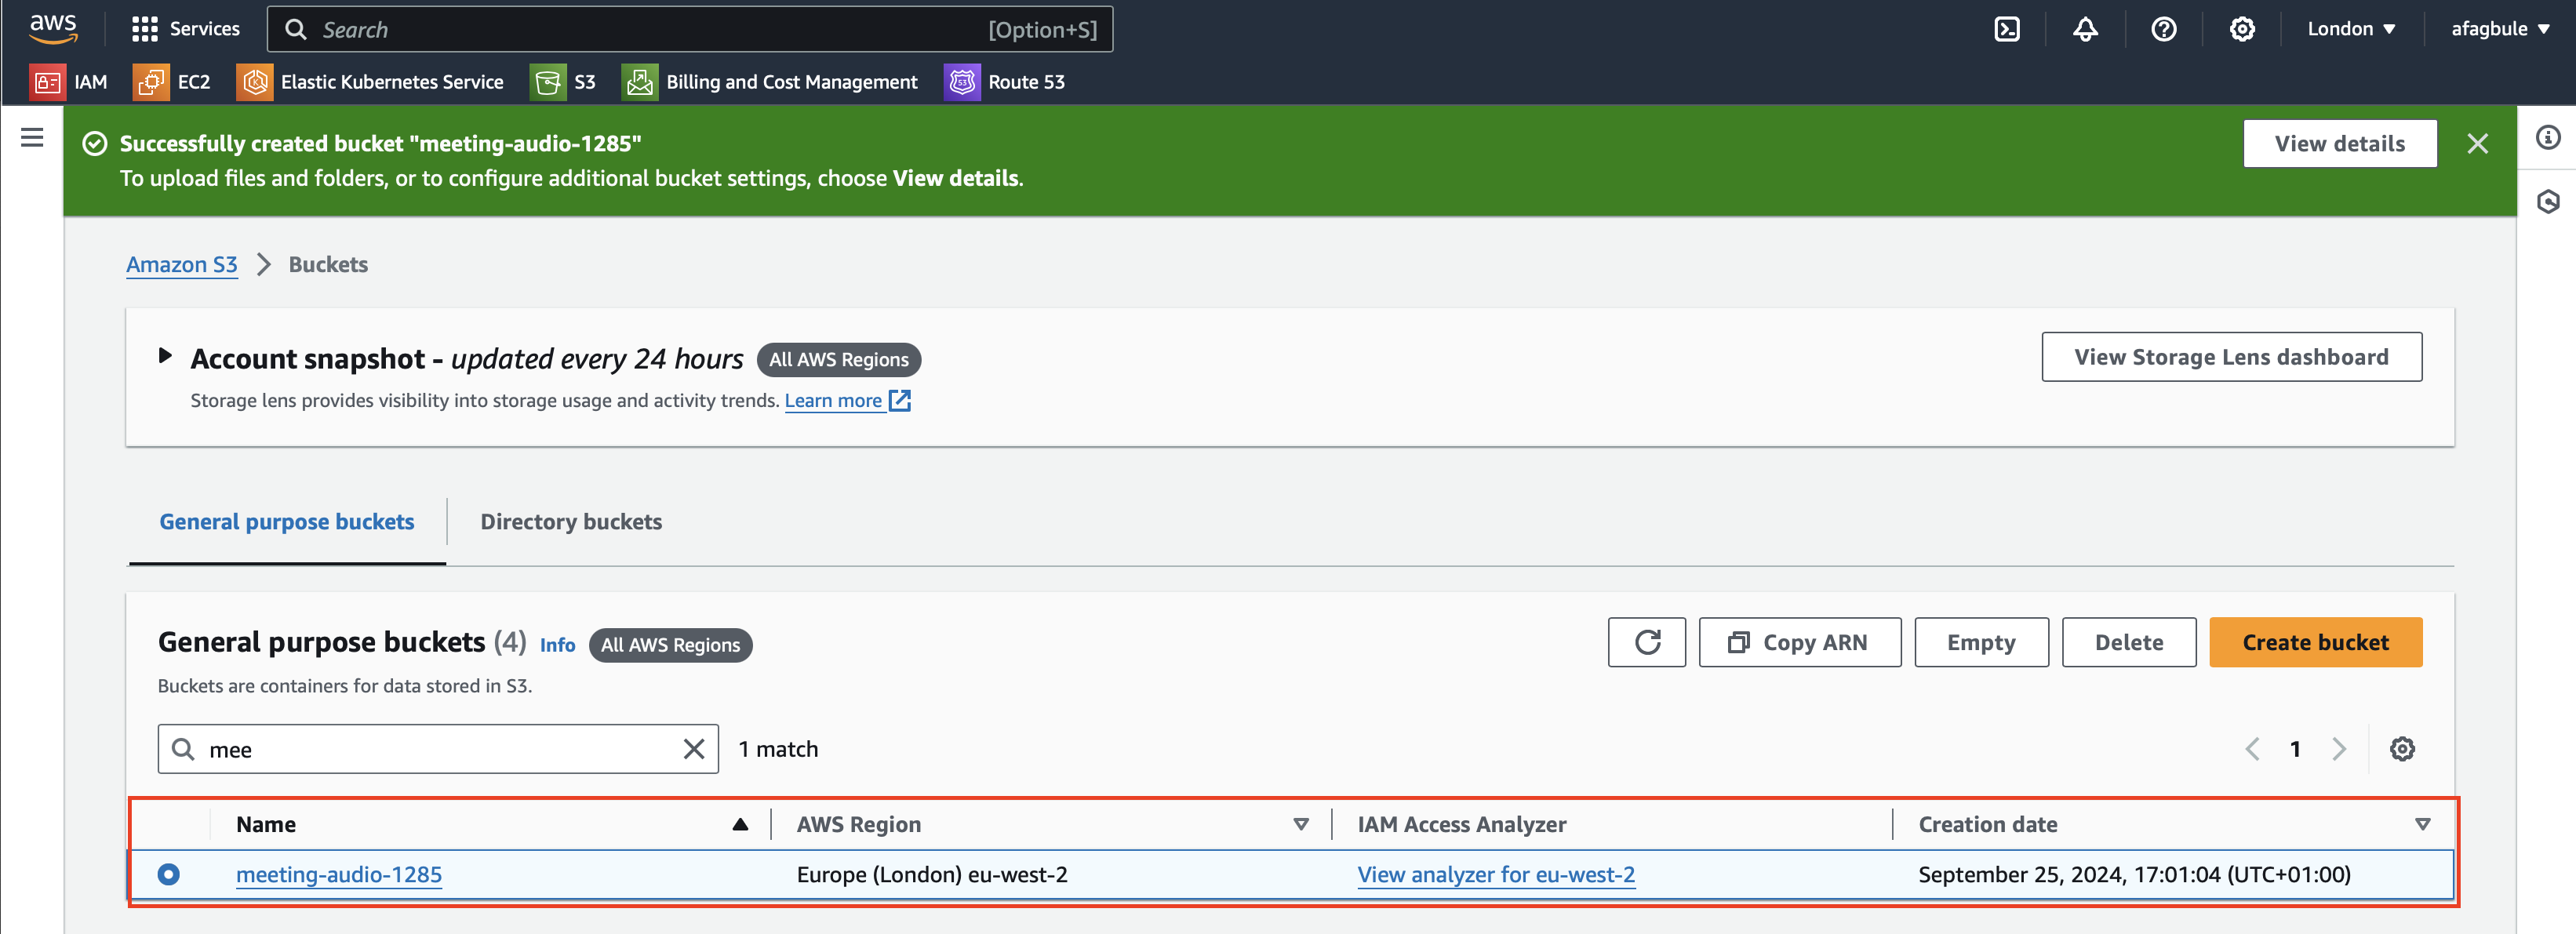 aws Services Search [Option+S] London afagbule
IAM EC2 Elastic Kubernetes Service S3 Billing and Cost Management Route 53
Successfully created bucket "meeting-audio-1285" View details
To upload files and folders, or to configure additional bucket settings, choose View details.
Amazon S3 Buckets
Account snapshot - updated every 24 hours All AWS Regions View Storage Lens dashboard
Storage lens provides visibility into storage usage and activity trends. Learn more
General purpose buckets Directory buckets
General purpose buckets (4) Info All AWS Regions Copy ARN Empty Delete Create bucket
Buckets are containers for data stored in S3.
mee 1 match 1
Name AWS Region IAM Access Analyzer Creation date
meeting-audio-1285 Europe (London) eu-west-2 View analyzer for eu-west-2 September 25, 2024, 17:01:04 (UTC+01:00)